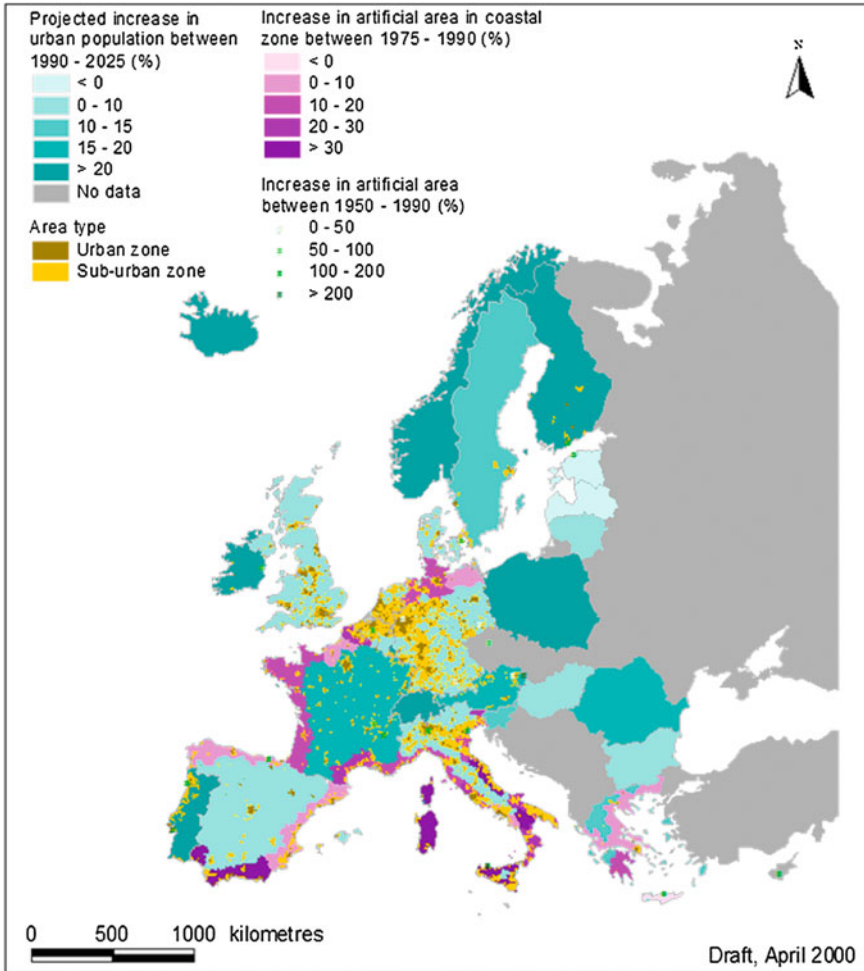 Projected increase in
urban population between
1990 - 2025 (%)
< 0
0 - 10
10 - 15
15 - 20
> 20
No data
Area type
Urban zone
Sub-urban zone
Increase in artificial area in coastal
zone between 1975 - 1990 (%)
< 0
0 - 10
10 - 20
20 - 30
> 30
Increase in artificial area
between 1950 - 1990 (%)
0 - 50
50 - 100
100 - 200
> 200
N
0 500 1000 kilometres
Draft, April 2000